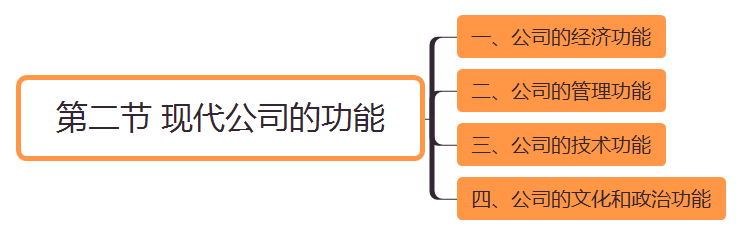 第二节 现代公司的功能
一、公司的经济功能
二、公司的管理功能
三、公司的技术功能
四、公司的文化和政治功能